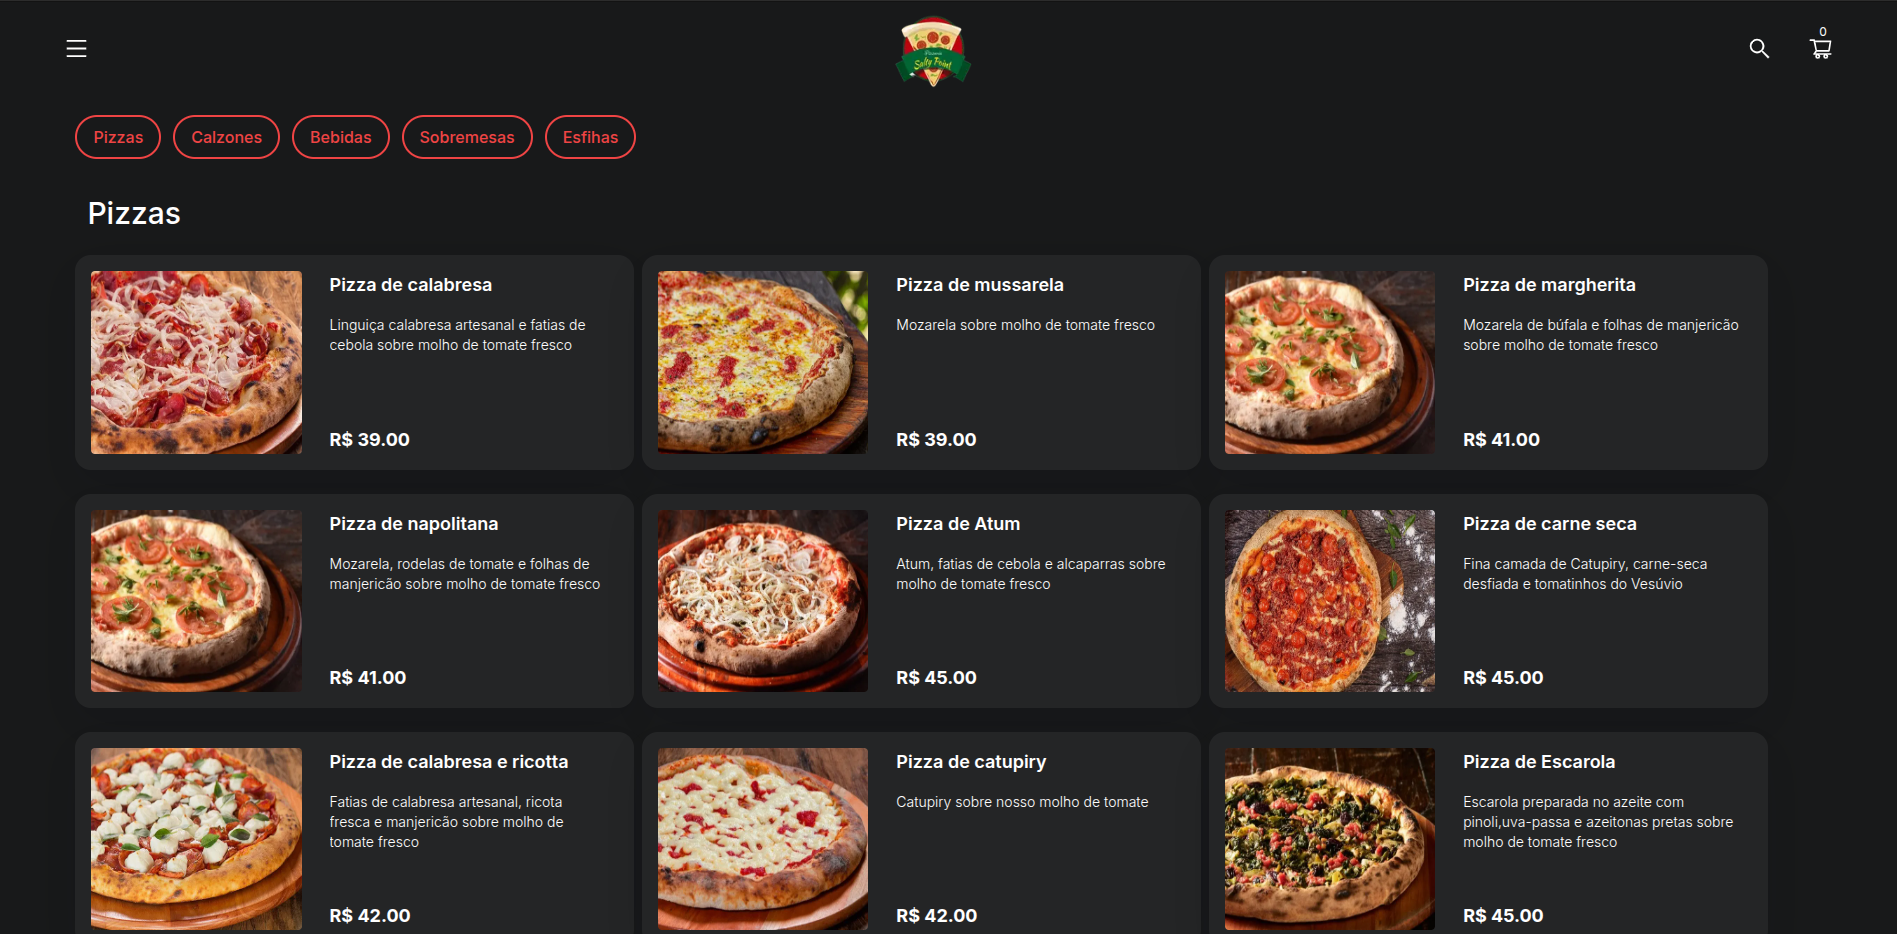 0
Salty Point
Pizzas
Calzones
Bebidas
Sobremesas
Esfihas
Pizzas
Pizza de calabresa
Linguiça calabresa artesanal e fatias de
cebola sobre molho de tomate fresco
R$ 39.00
Pizza de mussarela
Mozarela sobre molho de tomate fresco
R$ 39.00
Pizza de margherita
Mozarela de búfala e folhas de manjericão
sobre molho de tomate fresco
R$ 41.00
Pizza de napolitana
Mozarela, rodelas de tomate e folhas de
manjericão sobre molho de tomate fresco
R$ 41.00
Pizza de Atum
Atum, fatias de cebola e alcaparras sobre
molho de tomate fresco
R$ 45.00
Pizza de carne seca
Fina camada de Catupiry, carne-seca
desfiada e tomatinhos do Vesúvio
R$ 45.00
Pizza de calabresa e ricotta
Fatias de calabresa artesanal, ricota
fresca e manjericão sobre molho de
tomate fresco
R$ 42.00
Pizza de catupiry
Catupiry sobre nosso molho de tomate
R$ 42.00
Pizza de Escarola
Escarola preparada no azeite com
pinoli,uva-passa e azeitonas pretas sobre
molho de tomate fresco
R$ 45.00